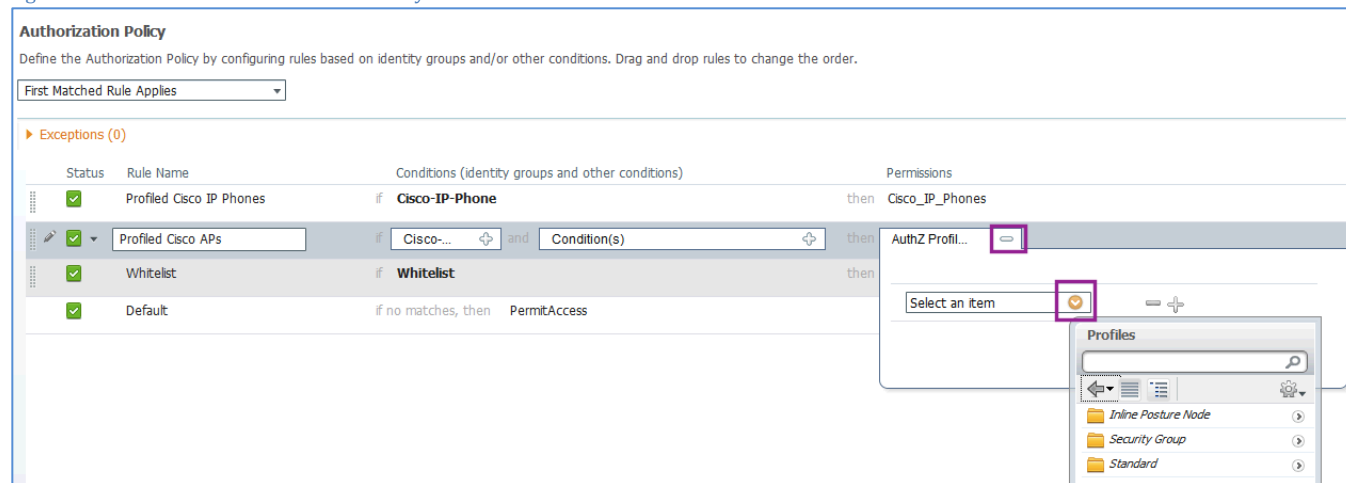 Authorization Policy
Define the Authorization Policy by configuring rules based on identity groups and/or other conditions. Drag and drop rules to change the order.
First Matched Rule Applies
Exceptions (0)
Status Rule Name Conditions (identity groups and other conditions) Permissions
Profiled Cisco IP Phones if Cisco-IP-Phone then Cisco_IP_Phones
Profiled Cisco APs if Cisco-... and Condition(s) then AuthZ Profil...
Whitelist if Whitelist then
Default if no matches, then PermitAccess
Select an item
Profiles
Inline Posture Node
Security Group
Standard